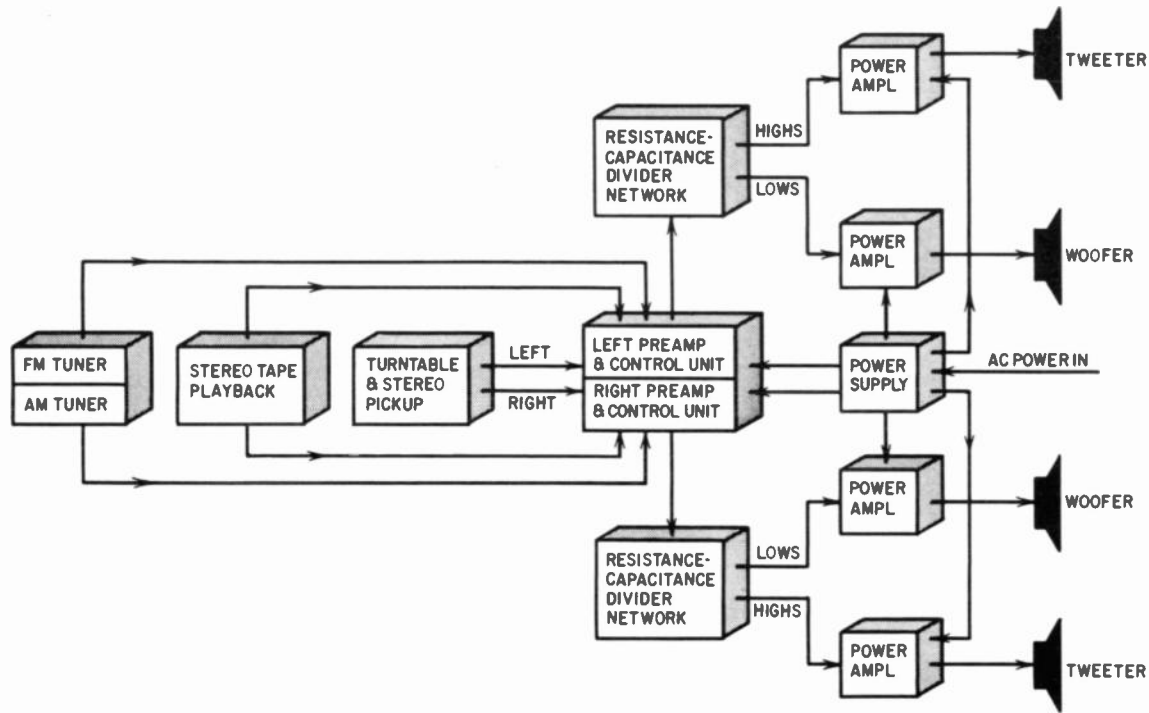 POWER
AMPL
TWEETER
RESISTANCE-
CAPACITANCE
DIVIDER
NETWORK
HIGHS
LOWS
POWER
AMPL
WOOFER
FM TUNER
AM TUNER
STEREO TAPE
PLAYBACK
TURNTABLE
& STEREO
PICKUP
LEFT
RIGHT
LEFT PREAMP
& CONTROL UNIT
RIGHT PREAMP
& CONTROL UNIT
POWER
SUPPLY
AC POWER IN
POWER
AMPL
WOOFER
RESISTANCE-
CAPACITANCE
DIVIDER
NETWORK
LOWS
HIGHS
POWER
AMPL
TWEETER